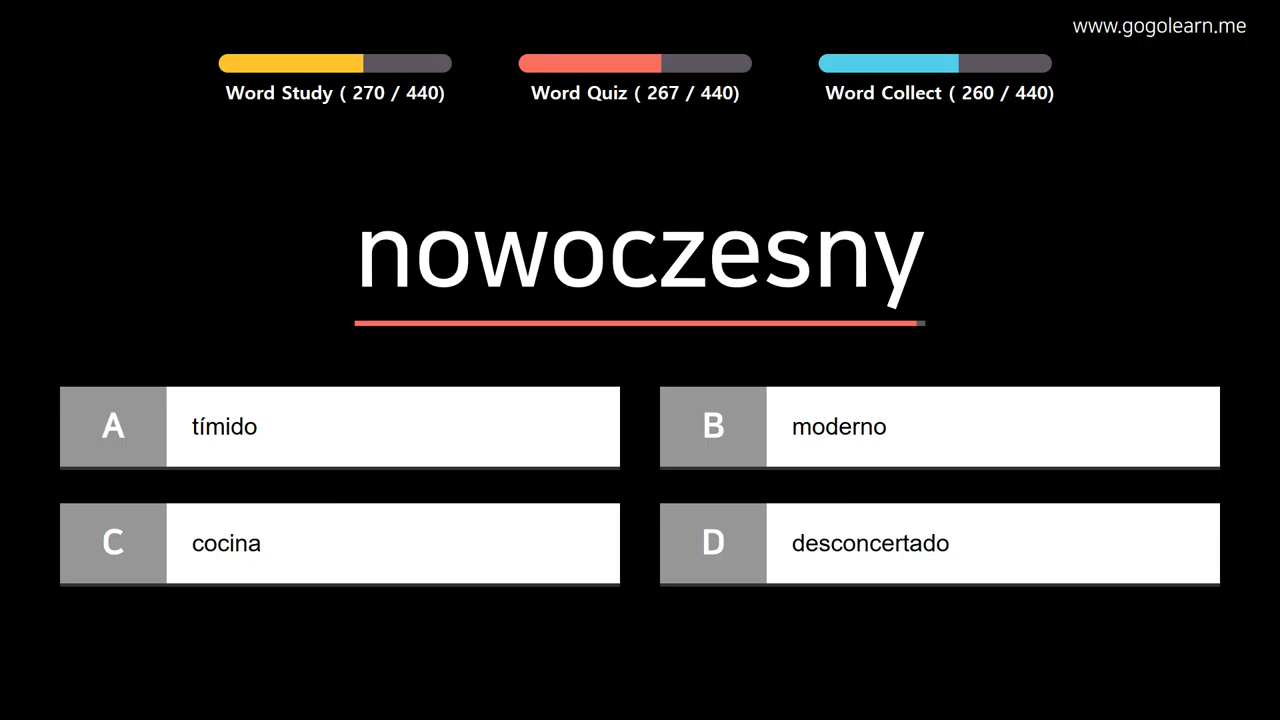 www.gogolearn.me
Word Study ( 270 / 440)
Word Quiz ( 267 / 440)
Word Collect ( 260 / 440)
nowoczesny
A tímido
B moderno
C cocina
D desconcertado